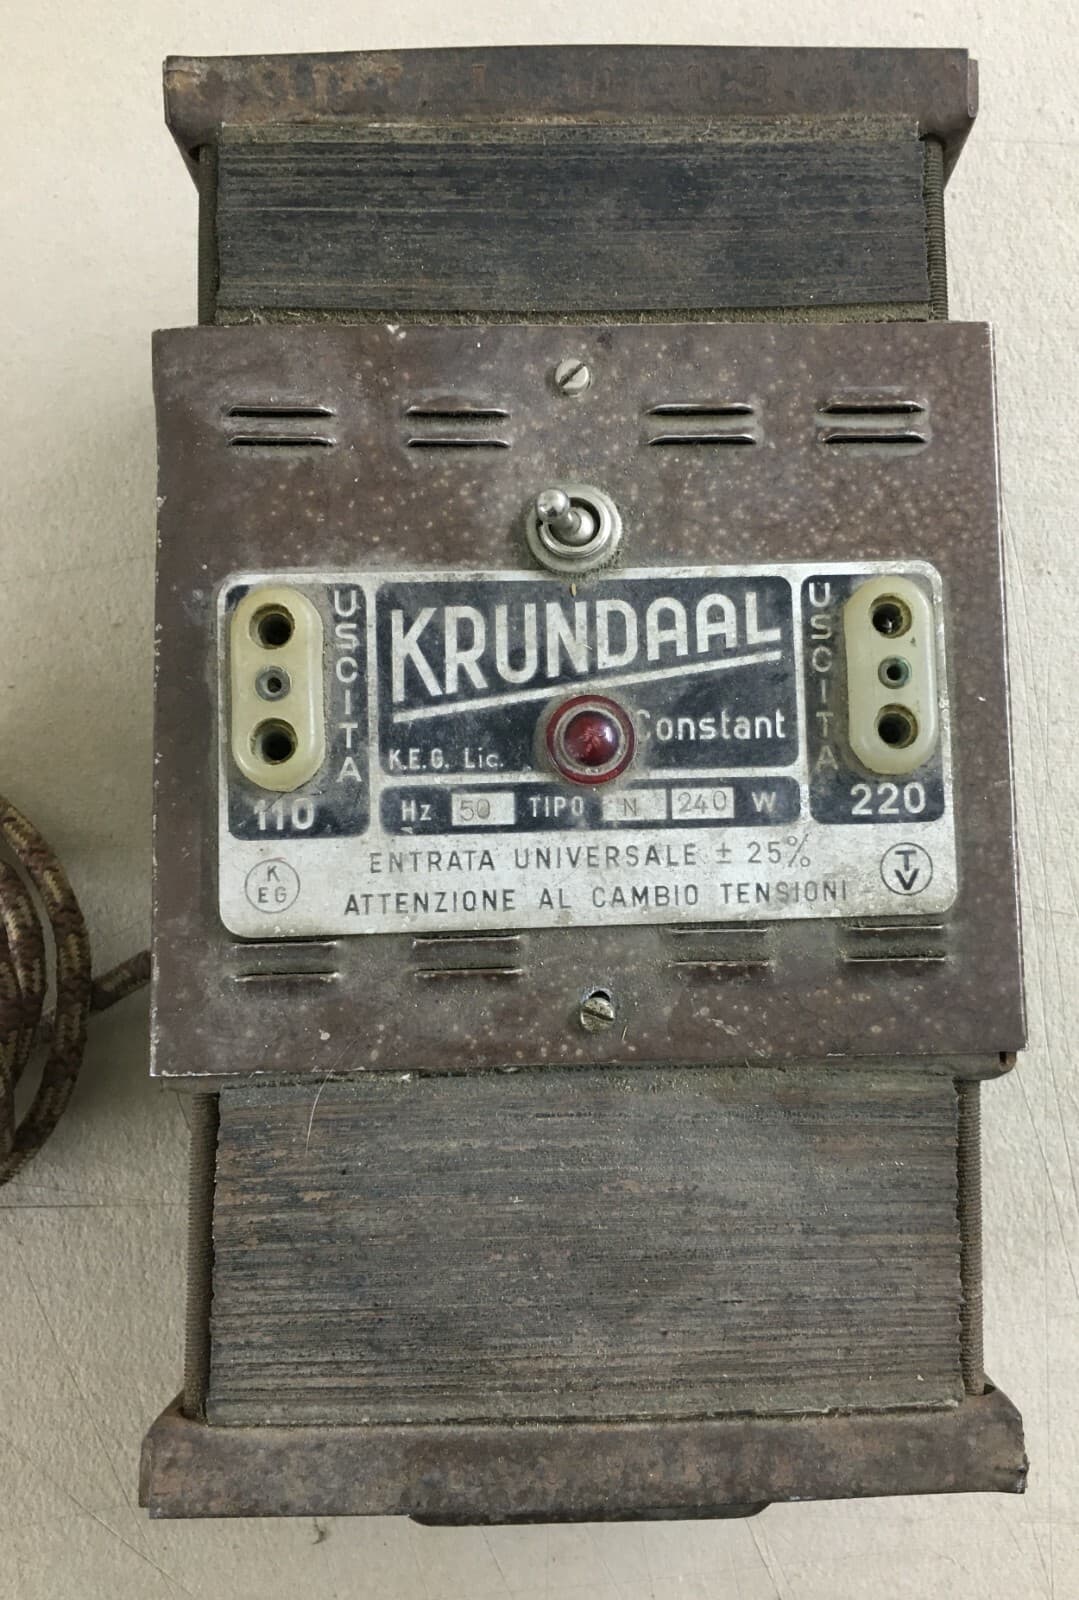 USCITA
110
KRUNDAAL
Constant
K.E.G. Lic.
Hz 50 TIPO N 240 W
USCITA
220
K
EG
ENTRATA UNIVERSALE ± 25%
ATTENZIONE AL CAMBIO TENSIONI
TV